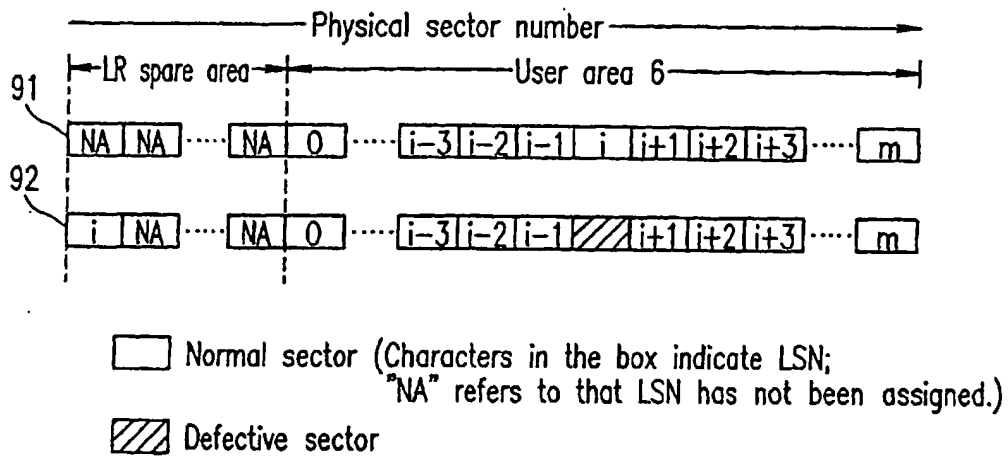 Physical sector number
LR spare area User area 6
91
NA NA ····· NA 0 ····· i-3 i-2 i-1 i i+1 i+2 i+3 ····· m
92
i NA ····· NA 0 ····· i-3 i-2 i-1 i+1 i+2 i+3 ····· m
Normal sector (Characters in the box indicate LSN;
"NA" refers to that LSN has not been assigned.)
Defective sector